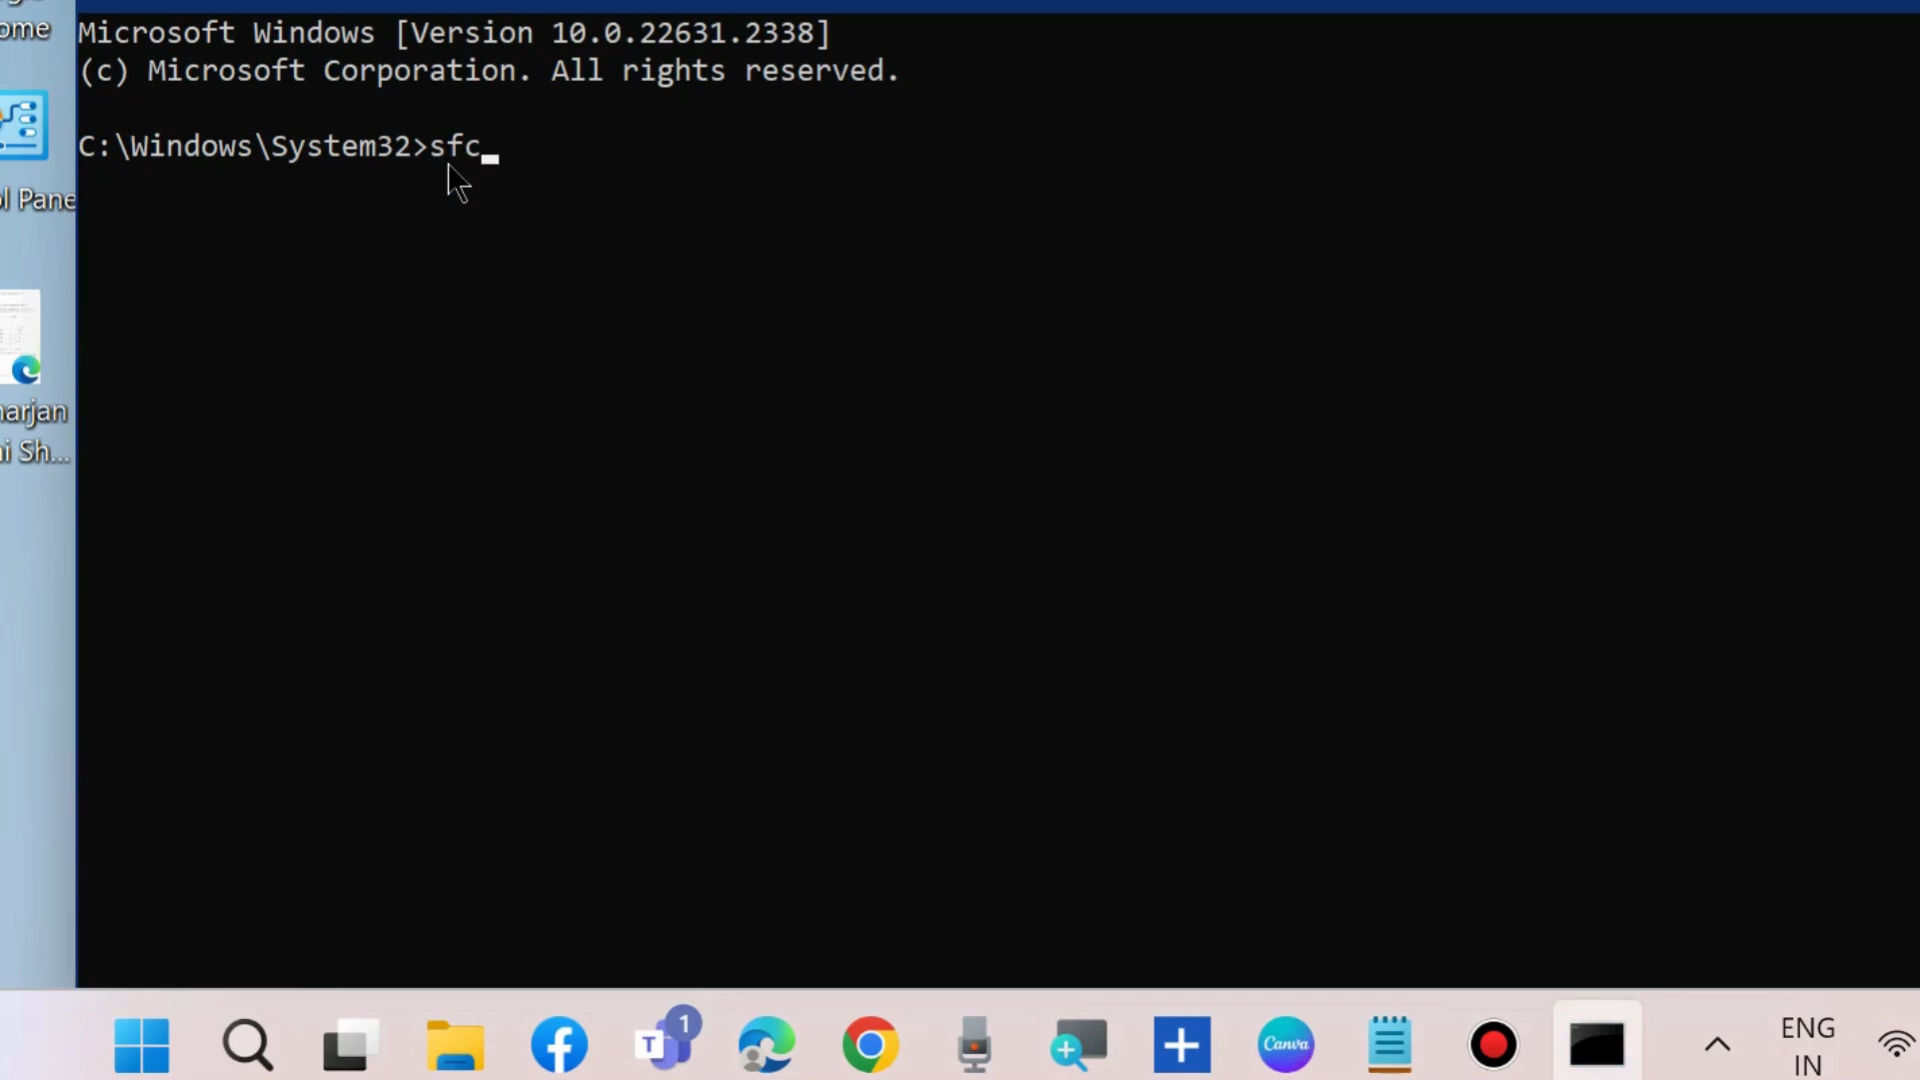 ome
Microsoft Windows [Version 10.0.22631.2338]
(c) Microsoft Corporation. All rights reserved.
C:\Windows\System32>sfc_
l Pane
arjan
i Sh...
1
T
Canva
ENG
IN